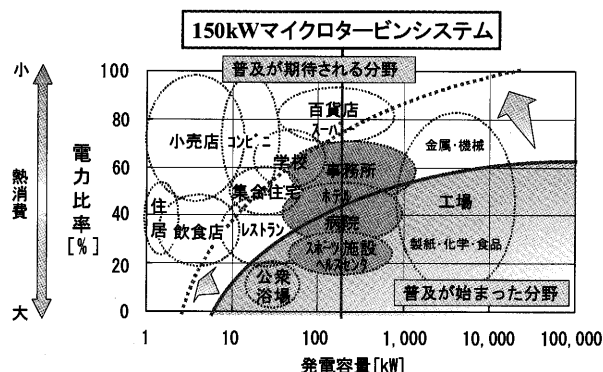 150kWマイクロタービンシステム
小
熱消費
大
電力比率[%]
100
80
60
40
20
0
普及が期待される分野
百貨店
スーパー
小売店
コンビニ
学校
事務所
金属・機械
集合住宅
ホテル
工場
住居
飲食店
レストラン
病院
スポーツ施設
ヘルスセンタ
製紙・化学・食品
公衆浴場
普及が始まった分野
1
10
100
1,000
10,000
100,000
発電容量[kW]